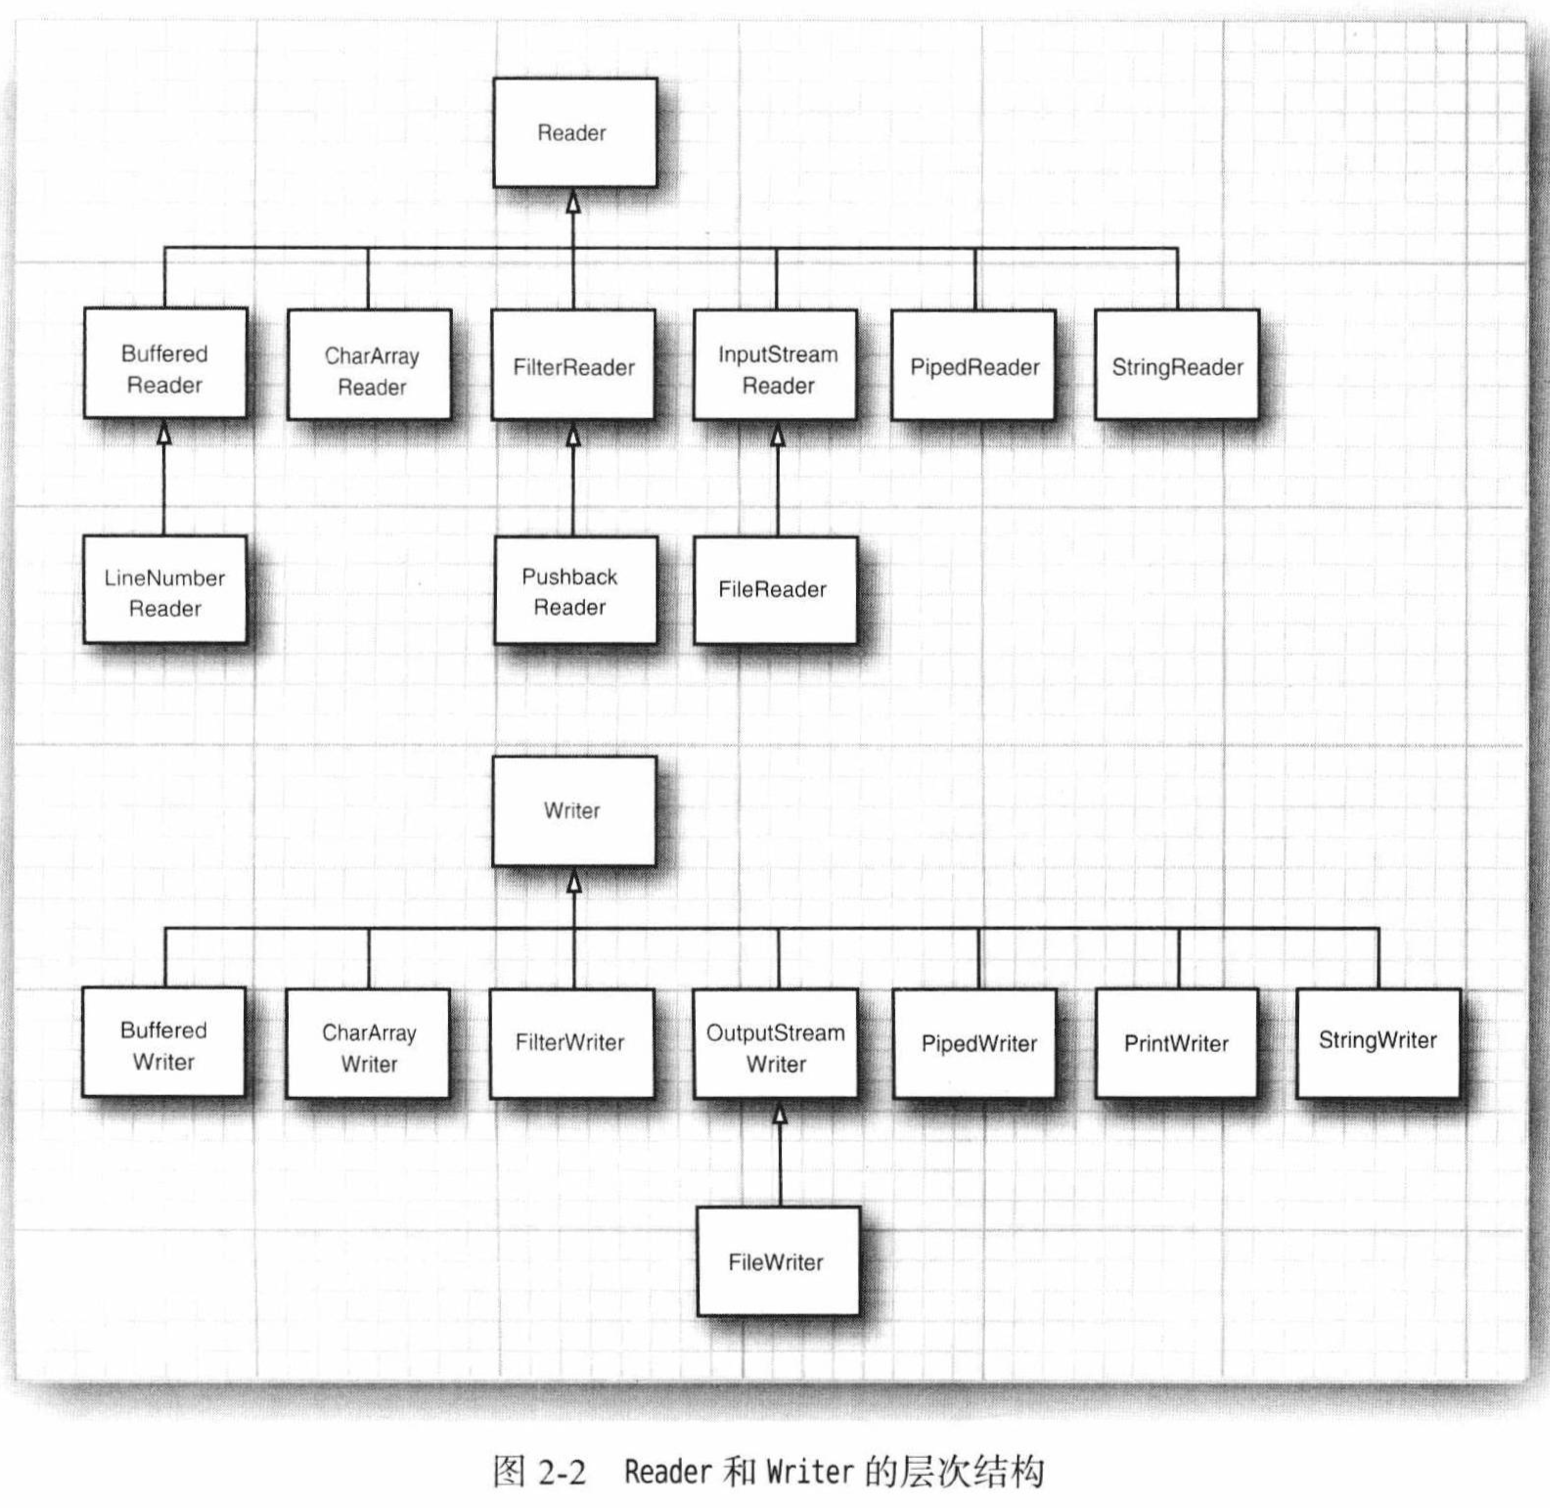 Reader
Buffered
Reader
CharArray
Reader
FilterReader
InputStream
Reader
PipedReader
StringReader
LineNumber
Reader
Pushback
Reader
FileReader
Writer
Buffered
Writer
CharArray
Writer
FilterWriter
OutputStream
Writer
PipedWriter
PrintWriter
StringWriter
FileWriter
图 2-2 Reader 和 Writer 的层次结构